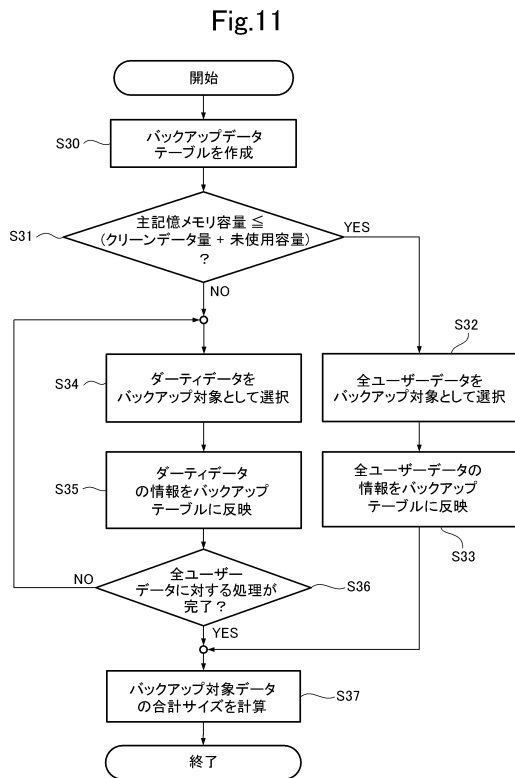 Fig.11
開始
S30
バックアップデータ
テーブルを作成
S31
主記憶メモリ容量 ≦
(クリーンデータ量 + 未使用容量)
?
YES
NO
S32
S34
ダーティデータを
バックアップ対象として選択
全ユーザーデータを
バックアップ対象として選択
S35
ダーティデータ
の情報をバックアップ
テーブルに反映
全ユーザーデータの
情報をバックアップ
テーブルに反映
S33
NO
全ユーザー
データに対する処理が
完了?
S36
YES
バックアップ対象データ
の合計サイズを計算
S37
終了